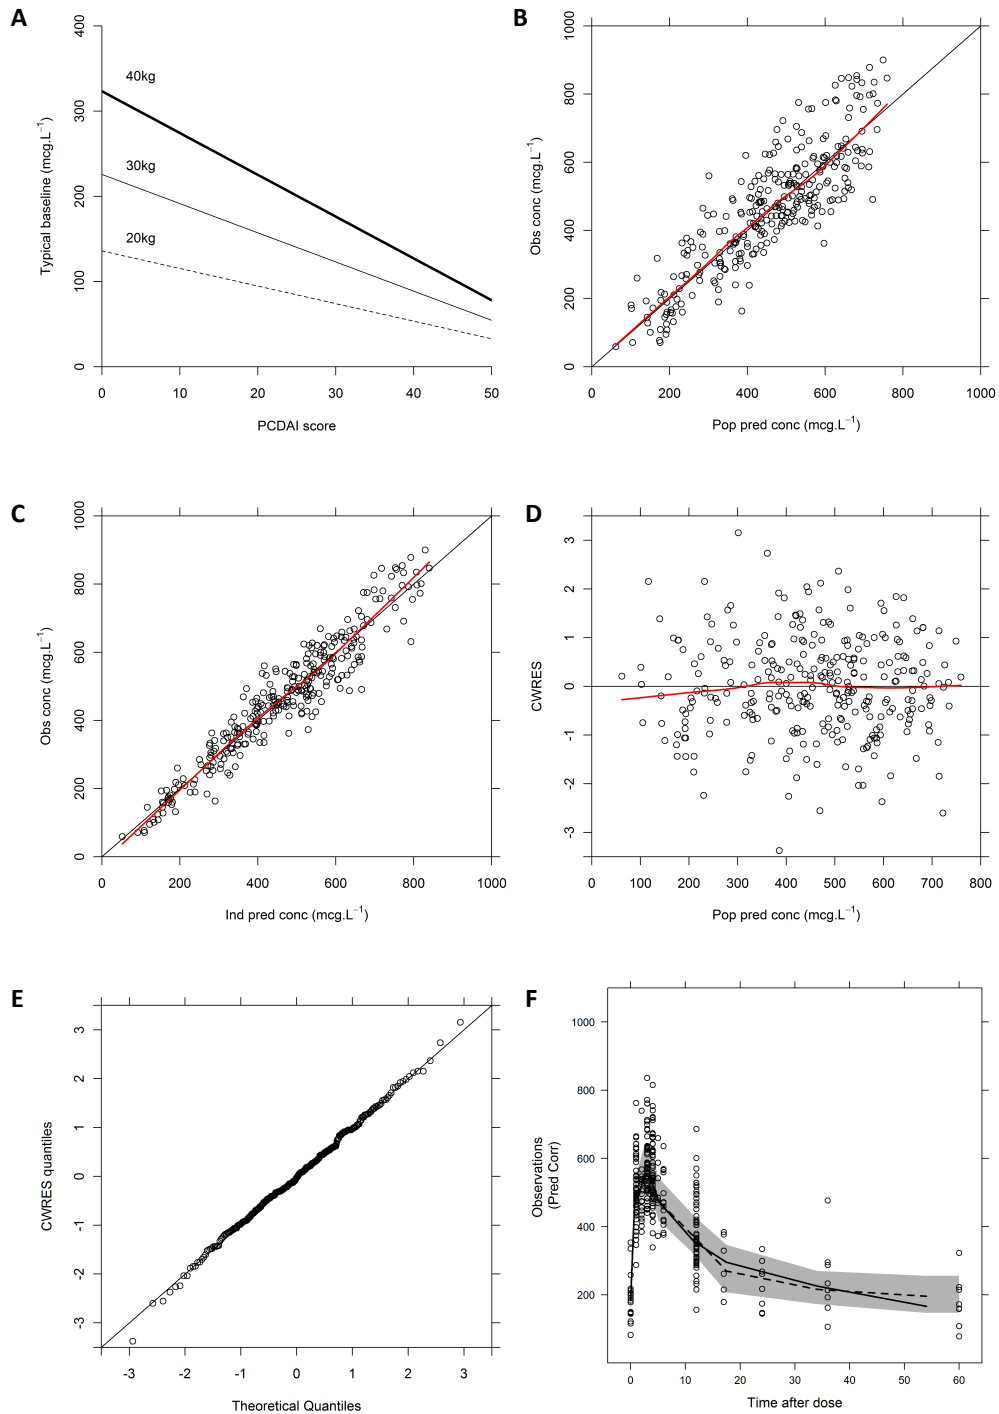 A
400
300
200
100
0
Typical baseline (mcg.L⁻¹)
40kg
30kg
20kg
0 10 20 30 40 50
PCDAI score
B
1000
800
600
400
200
0
Obs conc (mcg.L⁻¹)
0 200 400 600 800 1000
Pop pred conc (mcg.L⁻¹)
C
1000
800
600
400
200
0
Obs conc (mcg.L⁻¹)
0 200 400 600 800 1000
Ind pred conc (mcg.L⁻¹)
D
3
2
1
0
-1
-2
-3
CWRES
0 100 200 300 400 500 600 700 800
Pop pred conc (mcg.L⁻¹)
E
3
2
1
0
-1
-2
-3
CWRES quantiles
-3 -2 -1 0 1 2 3
Theoretical Quantiles
F
1000
800
600
400
200
Observations
(Pred Corr)
0 10 20 30 40 50 60
Time after dose